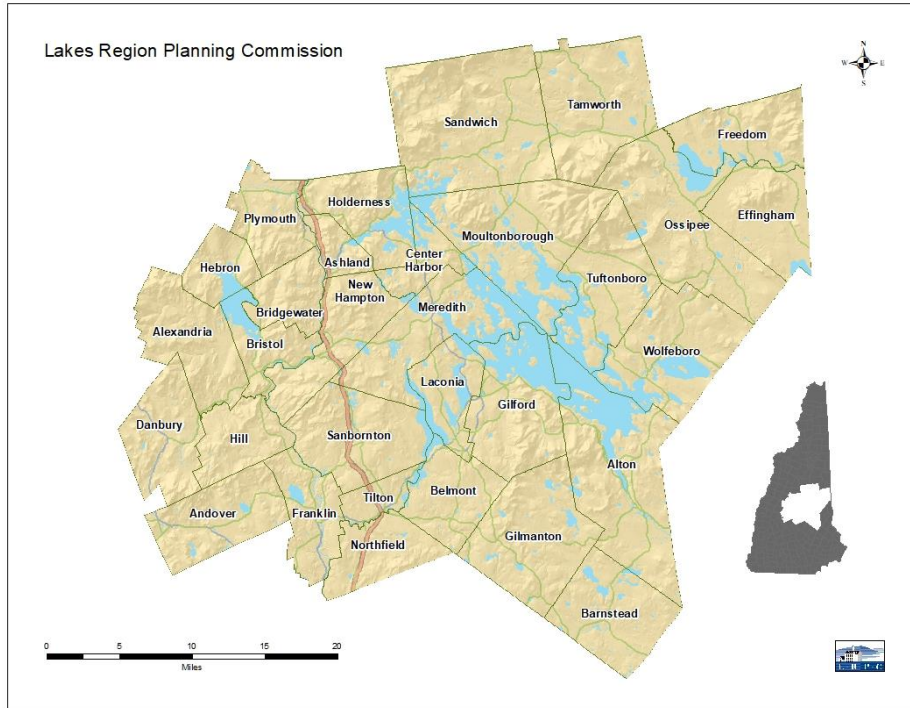 Lakes Region Planning Commission
N
W E
S
Tamworth
Sandwich
Freedom
Holderness
Plymouth
Effingham
Ossipee
Moultonborough
Center
Harbor
Ashland
Hebron
Tuftonboro
New
Hampton
Meredith
Bridgewater
Alexandria
Bristol
Wolfeboro
Laconia
Gilford
Danbury
Hill
Sanbornton
Alton
Belmont
Tilton
Andover
Franklin
Gilmanton
Northfield
Barnstead
0 5 10 15 20
Miles
L R P C